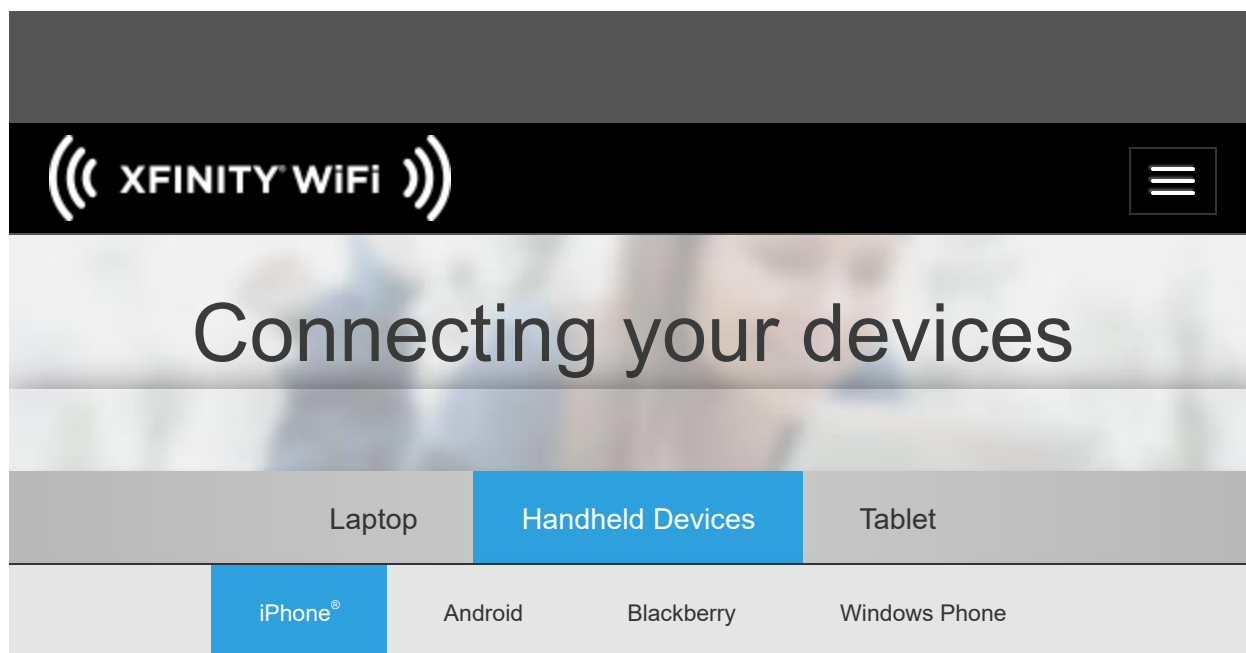 XFINITY® WiFi
Connecting your devices
Laptop Handheld Devices Tablet
iPhone® Android Blackberry Windows Phone